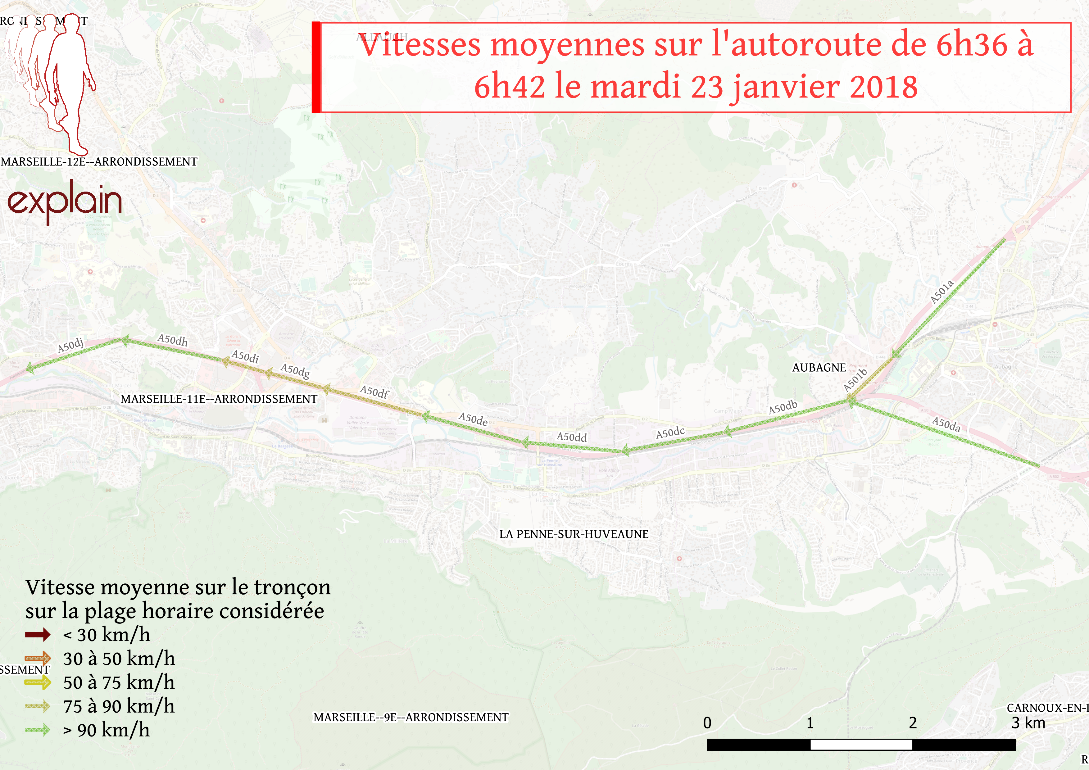 Vitesses moyennes sur l'autoroute de 6h36 à
6h42 le mardi 23 janvier 2018
MARSEILLE-12E--ARRONDISSEMENT
explain
A501a
A50dj
A50dh
A50di
A50dg
A50df
A50de
A50dd
A50dc
A50db
A501b
A50da
AUBAGNE
MARSEILLE-11E--ARRONDISSEMENT
LA PENNE-SUR-HUVEAUNE
Vitesse moyenne sur le tronçon
sur la plage horaire considérée
< 30 km/h
30 à 50 km/h
SSEMENT
50 à 75 km/h
75 à 90 km/h
> 90 km/h
MARSEILLE--9E--ARRONDISSEMENT
CARNOUX-EN-
0 1 2 3 km
R